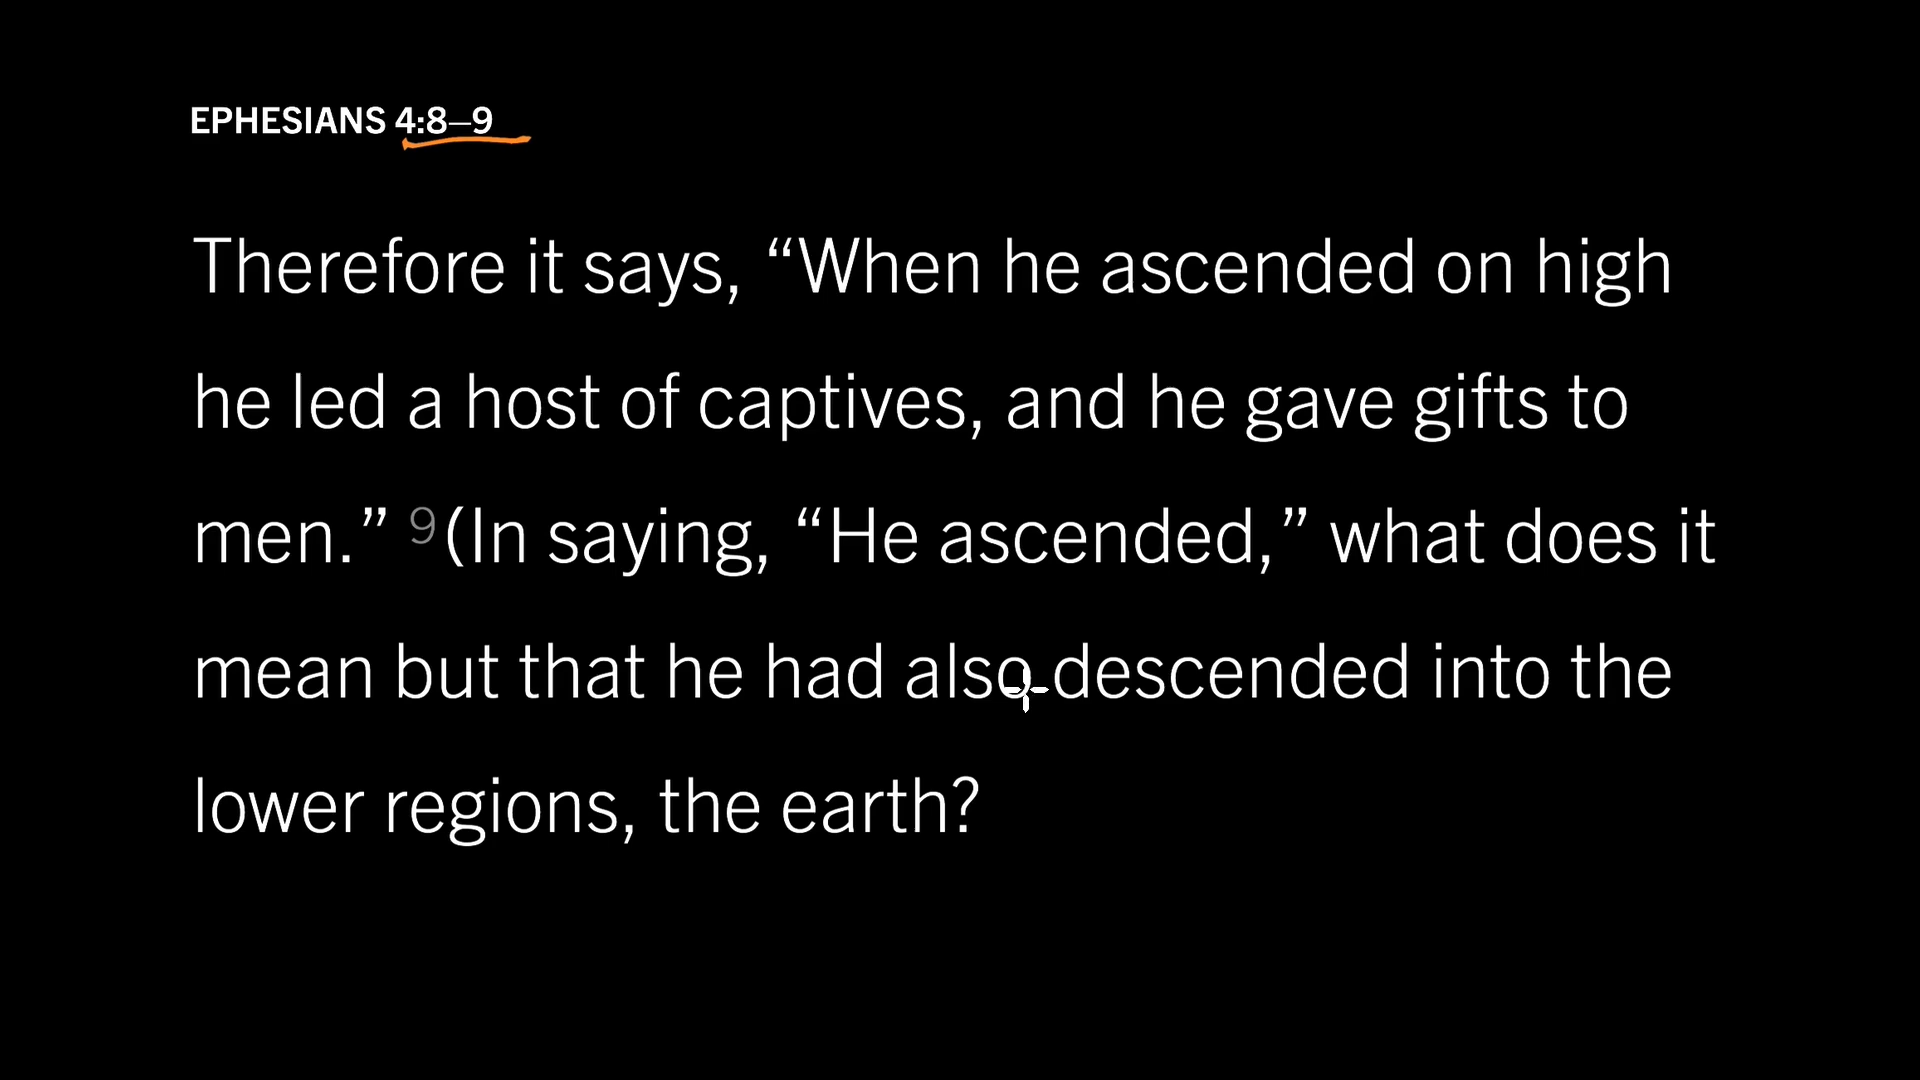 EPHESIANS 4:8–9
Therefore it says, “When he ascended on high
he led a host of captives, and he gave gifts to
men.” 9(In saying, “He ascended,” what does it
mean but that he had also descended into the
lower regions, the earth?